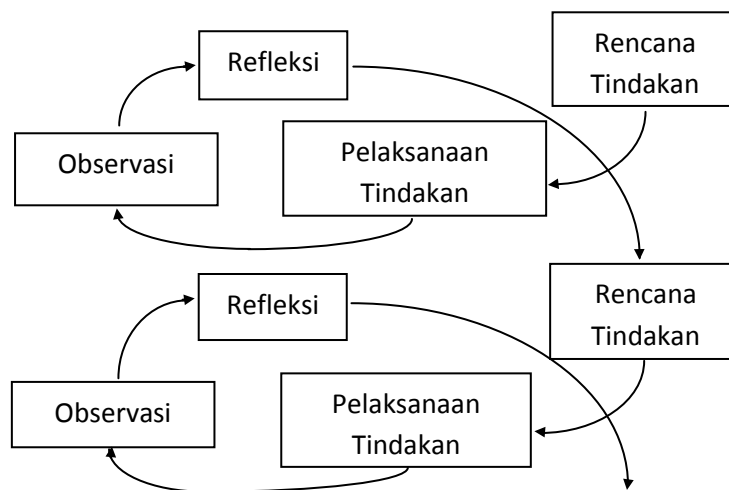 Refleksi
Rencana
Tindakan
Observasi
Pelaksanaan
Tindakan
Refleksi
Rencana
Tindakan
Observasi
Pelaksanaan
Tindakan